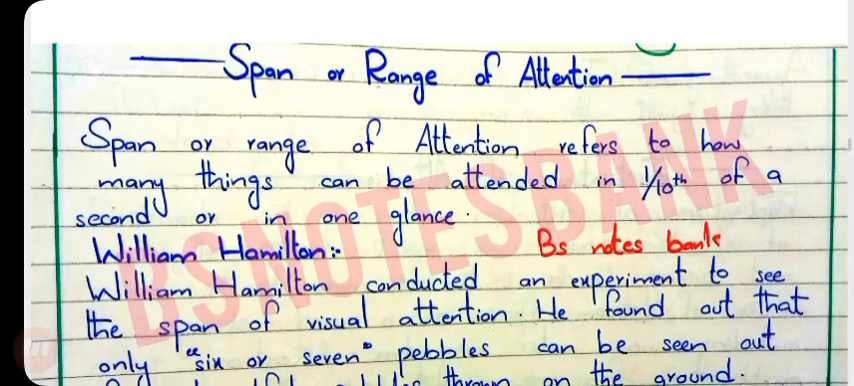 Span or Range of Attention
Span or range of Attention refers to how
many things can be attended in 1/10th of a
second or in one glance.
William Hamilton:- Bs notes bank
William Hamilton conducted an experiment to see
the span of visual attention. He found out that
only "six or seven" pebbles can be seen out
thrown on the ground.
BSNOTESBANK